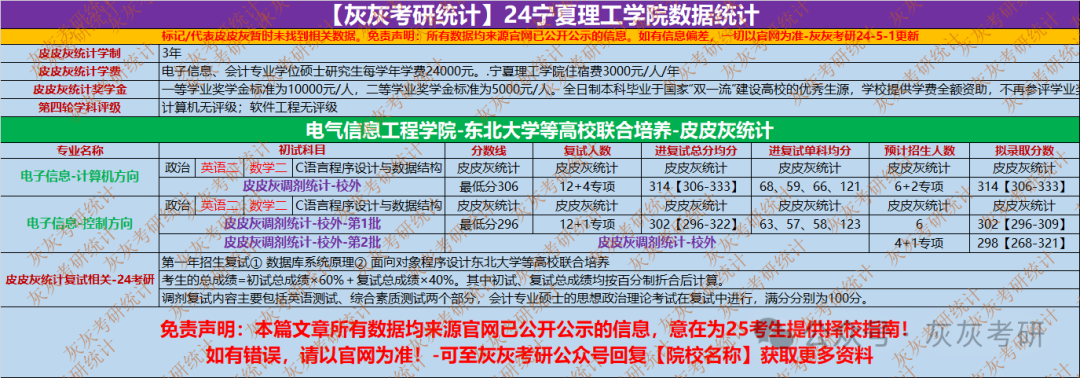 【灰灰考研统计】24宁夏理工学院数据统计
标记/代表皮皮灰暂时未找到相关数据。免责声明：所有数据均来源官网已公开公示的信息。如有信息偏差，一切以官网为准-灰灰考研24-5-1更新
皮皮灰统计学制 3年
皮皮灰统计学费 电子信息、会计专业学位硕士研究生每学年学费24000元。.宁夏理工学院住宿费3000元/人/年
皮皮灰统计奖学金 一等学业奖学金标准为10000元/人，二等学业奖学金标准为5000元/人。全日制本科毕业于国家“双一流”建设高校的优秀生源，学校提供学费全额资助，不再参评学业奖
第四轮学科评级 计算机无评级；软件工程无评级
电气信息工程学院-东北大学等高校联合培养-皮皮灰统计
专业名称 初试科目 分数线 复试人数 进复试总分均分 进复试单科均分 预计招生人数 拟录取分数
电子信息-计算机方向 政治 英语二 数学二 C语言程序设计与数据结构 皮皮灰统计 皮皮灰统计 皮皮灰统计 皮皮灰统计 皮皮灰统计 皮皮灰统计
皮皮灰调剂统计-校外 最低分306 12+4专项 314【306-333】 68、59、66、121 6+2专项 314【306-333】
电子信息-控制方向 政治 英语二 数学二 C语言程序设计与数据结构 皮皮灰统计 皮皮灰统计 皮皮灰统计 皮皮灰统计 皮皮灰统计 皮皮灰统计
皮皮灰调剂统计-校外-第1批 最低分296 12+1专项 302【296-322】 63、57、58、123 6 302【296-309】
皮皮灰调剂统计-校外-第2批 皮皮灰调剂统计-校外 4+1专项 298【268-321】
皮皮灰统计复试相关-24考研 第一年招生复试① 数据库系统原理② 面向对象程序设计东北大学等高校联合培养
考生的总成绩=初试总成绩×60%＋复试总成绩×40%。其中初试、复试总成绩均按百分制折合后计算。
调剂复试内容主要包括英语测试、综合素质测试两个部分，会计专业硕士的思想政治理论考试在复试中进行，满分分别为100分。
免责声明：本篇文章所有数据均来源官网已公开公示的信息，意在为25考生提供择校指南！
如有错误，请以官网为准！-可至灰灰考研公众号回复【院校名称】获取更多资料
公众号 灰灰考研